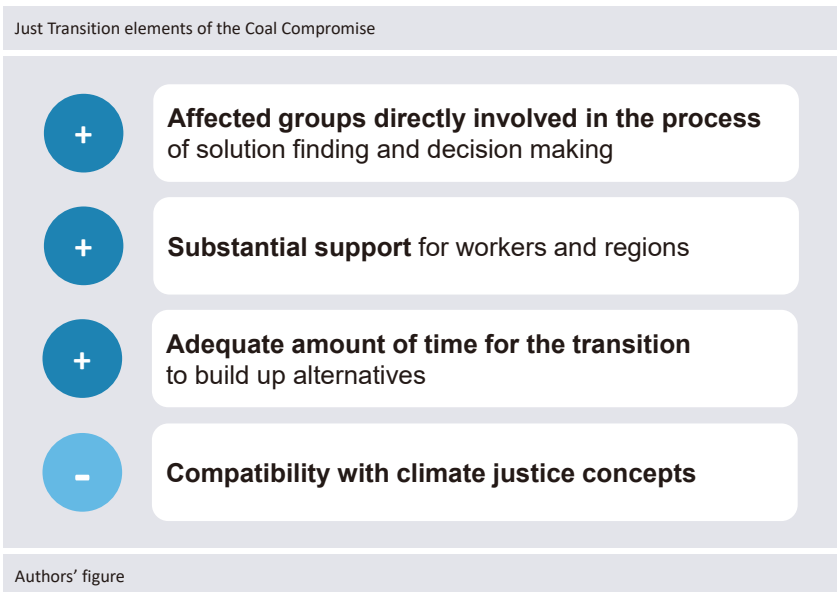 Just Transition elements of the Coal Compromise
+
Affected groups directly involved in the process
of solution finding and decision making
+
Substantial support for workers and regions
+
Adequate amount of time for the transition
to build up alternatives
-
Compatibility with climate justice concepts
Authors’ figure